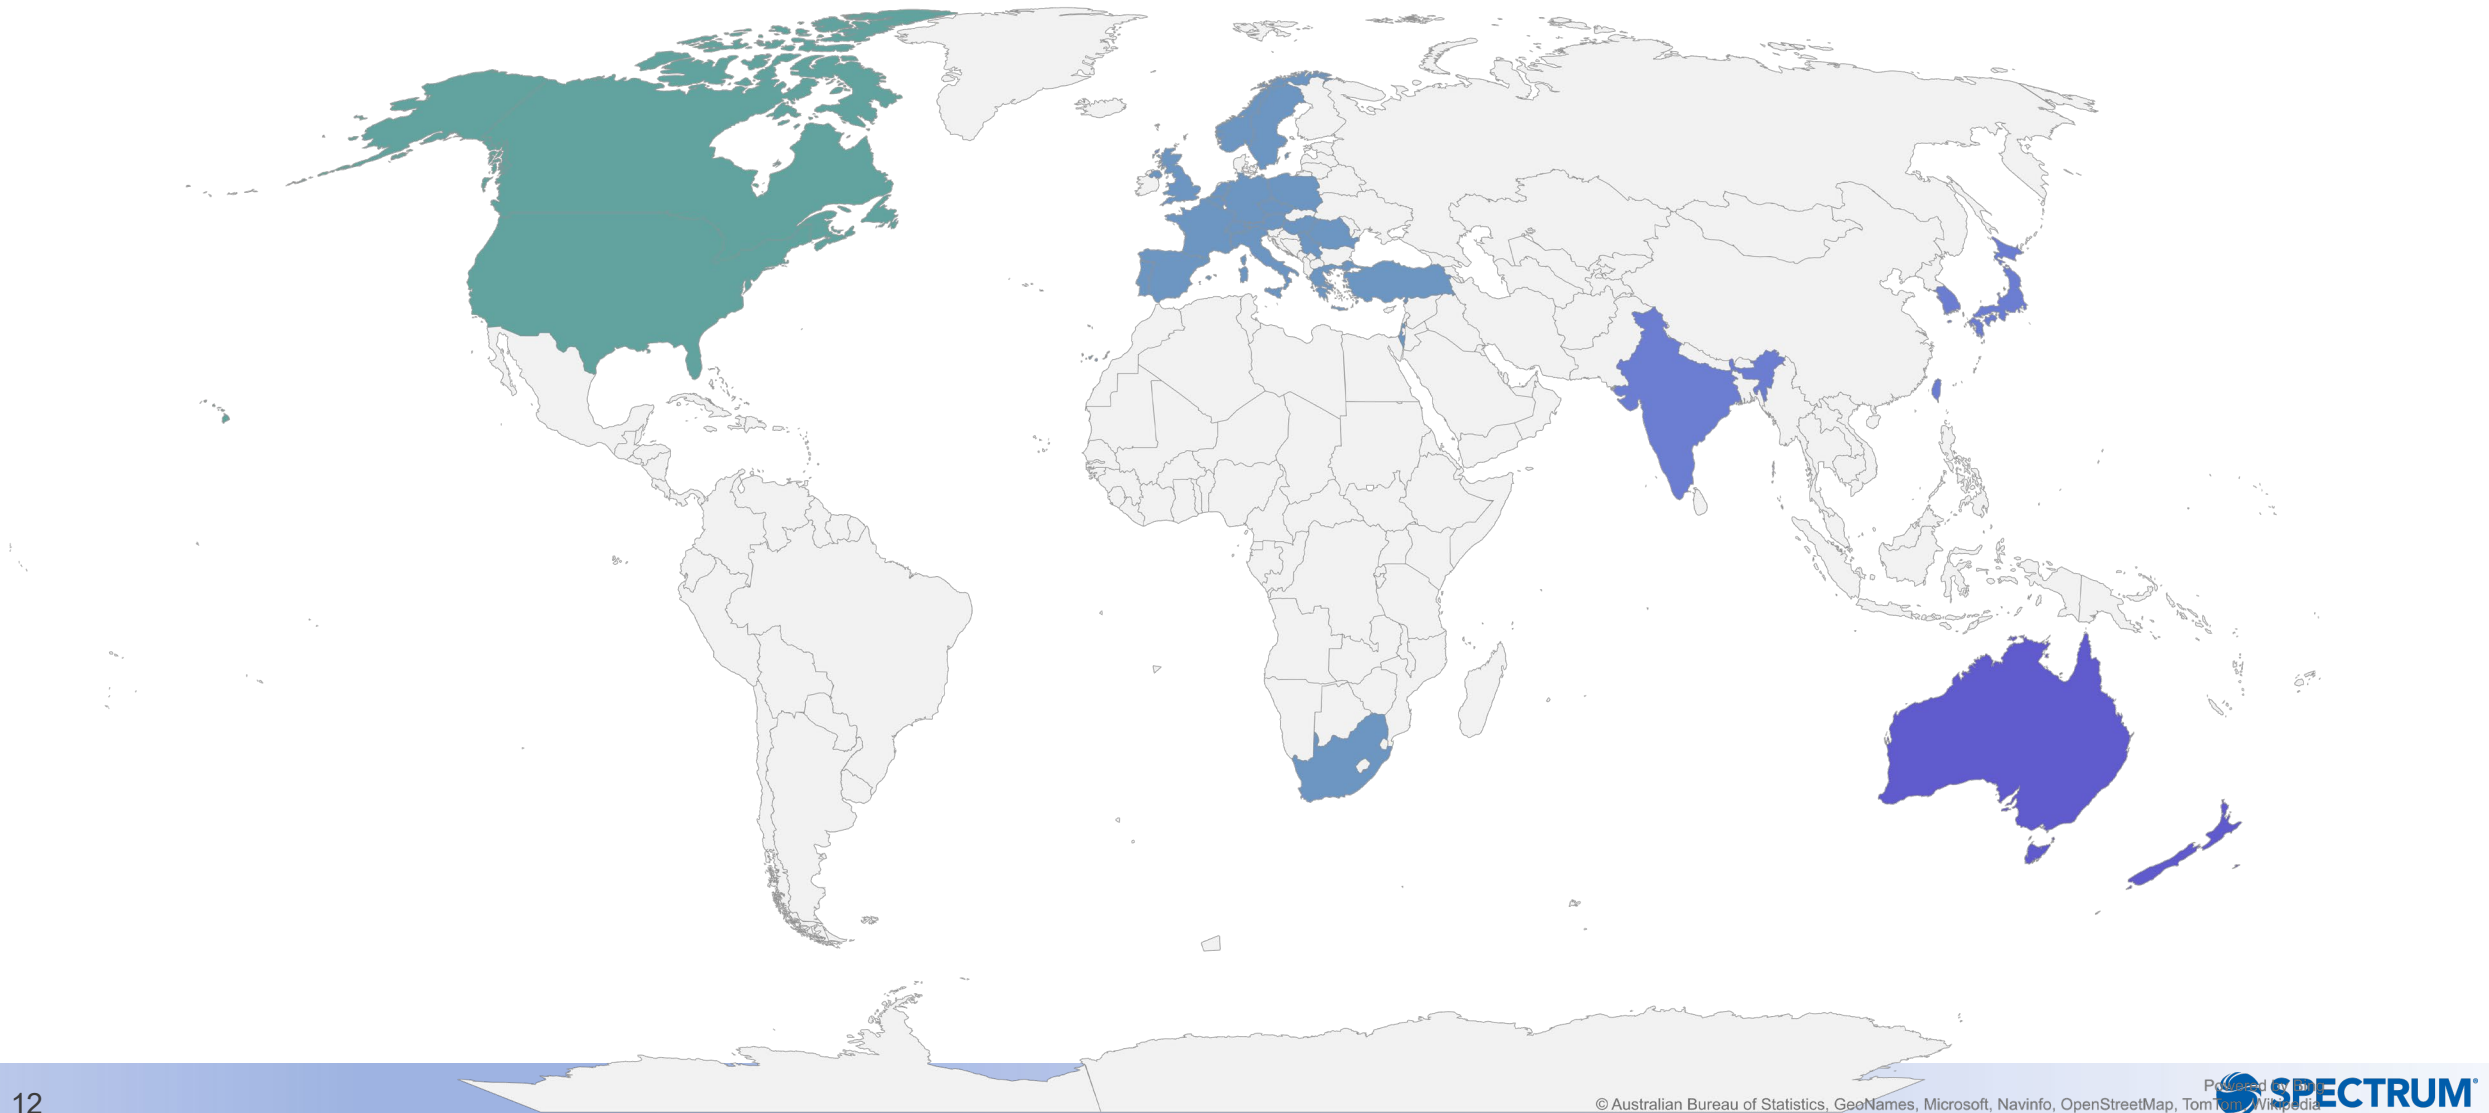 12
Powered by Bing
© Australian Bureau of Statistics, GeoNames, Microsoft, Navinfo, OpenStreetMap, TomTom, Wikipedia
SPECTRUM®